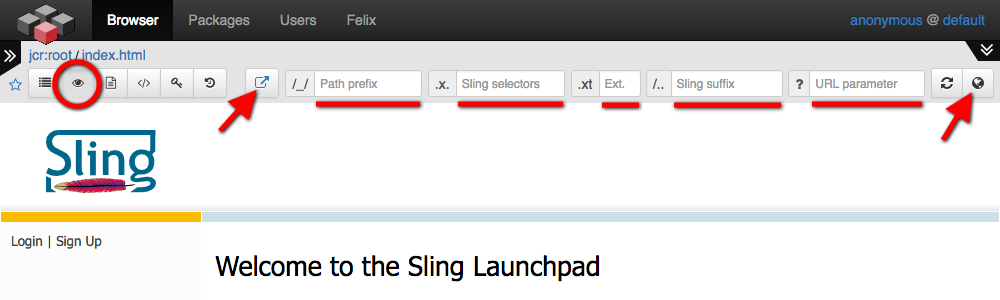 Browser Packages Users Felix anonymous @ default
jcr:root / index.html
/_/ Path prefix .x. Sling selectors .xt Ext. /.. Sling suffix ? URL parameter
Sling
Login | Sign Up
Welcome to the Sling Launchpad